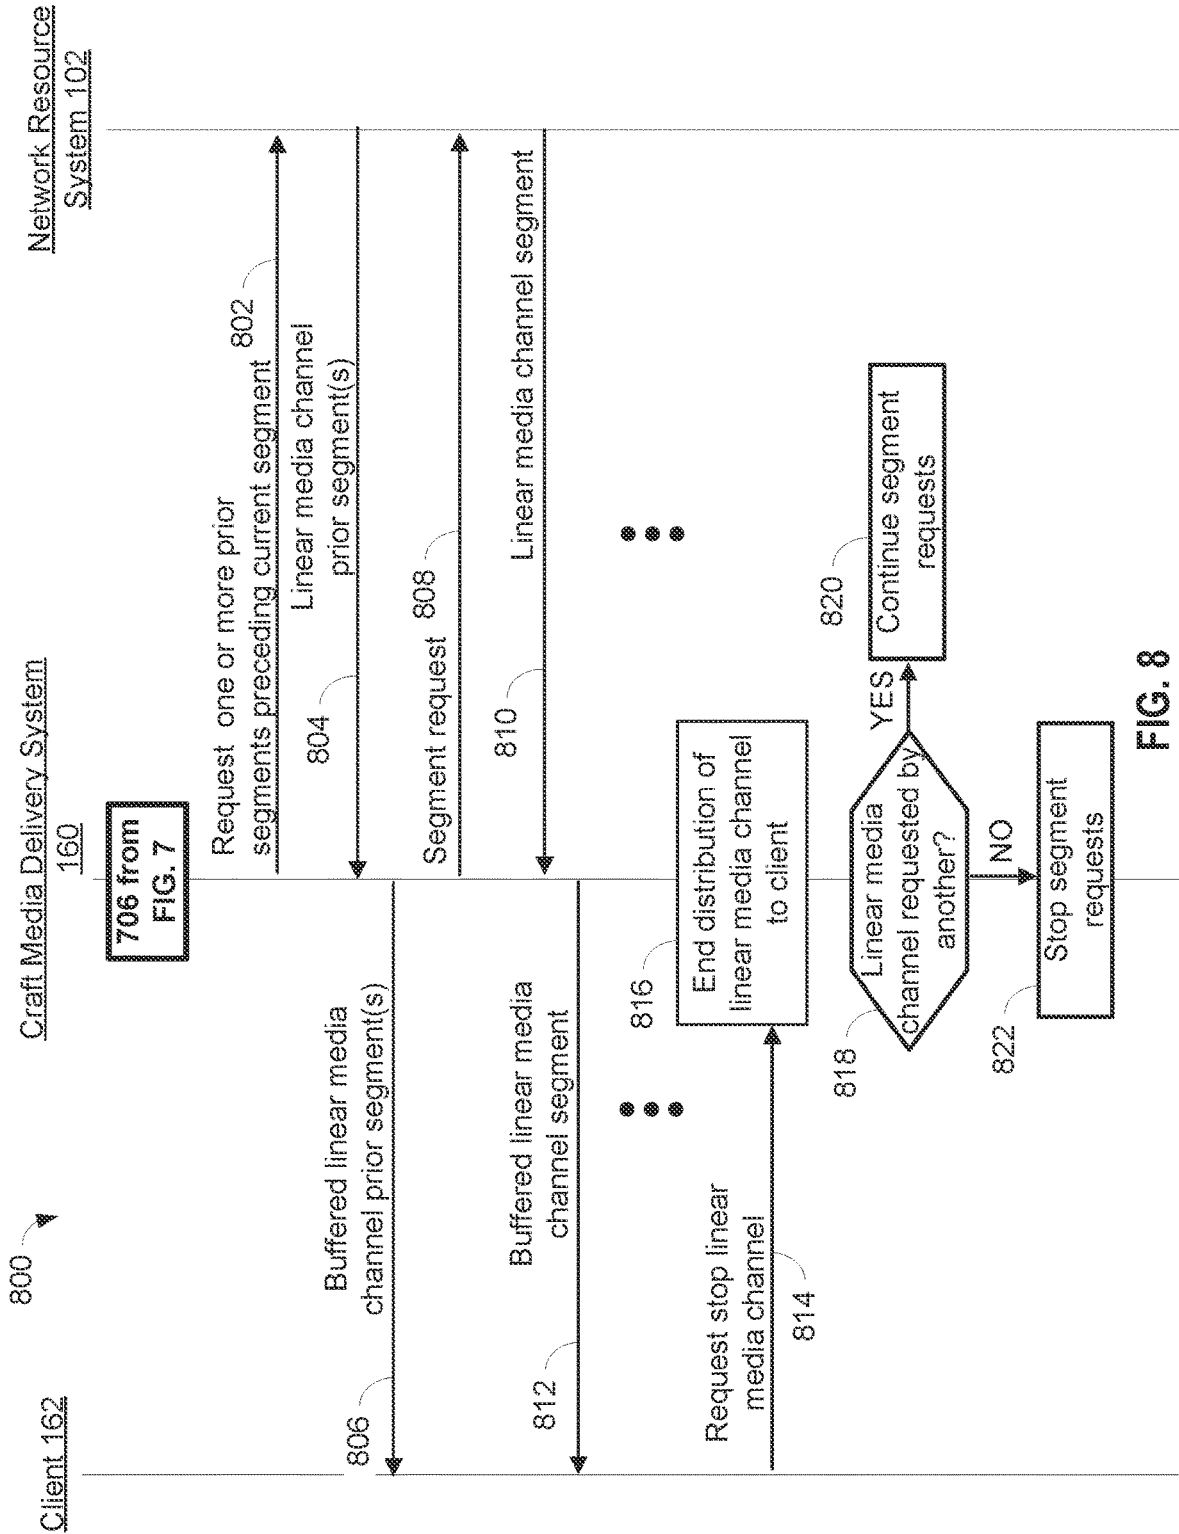 800
Client 162
Craft Media Delivery System
160
Network Resource
System 102
706 from
FIG. 7
Request one or more prior
segments preceding current segment
802
Linear media channel
prior segment(s)
804
Buffered linear media
channel prior segment(s)
806
Segment request
808
Linear media channel segment
810
Buffered linear media
channel segment
812
Request stop linear
media channel
814
816
End distribution of
linear media channel
to client
818
Linear media
channel requested by
another?
YES
820
Continue segment
requests
NO
822
Stop segment
requests
FIG. 8